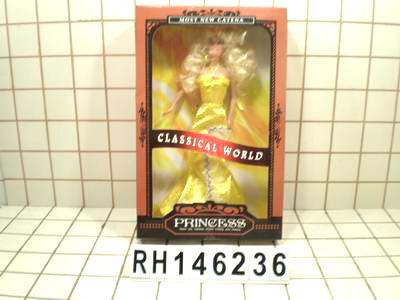 MOST NEW CATENA
CLASSICAL WORLD
PRINCESS
RH146236